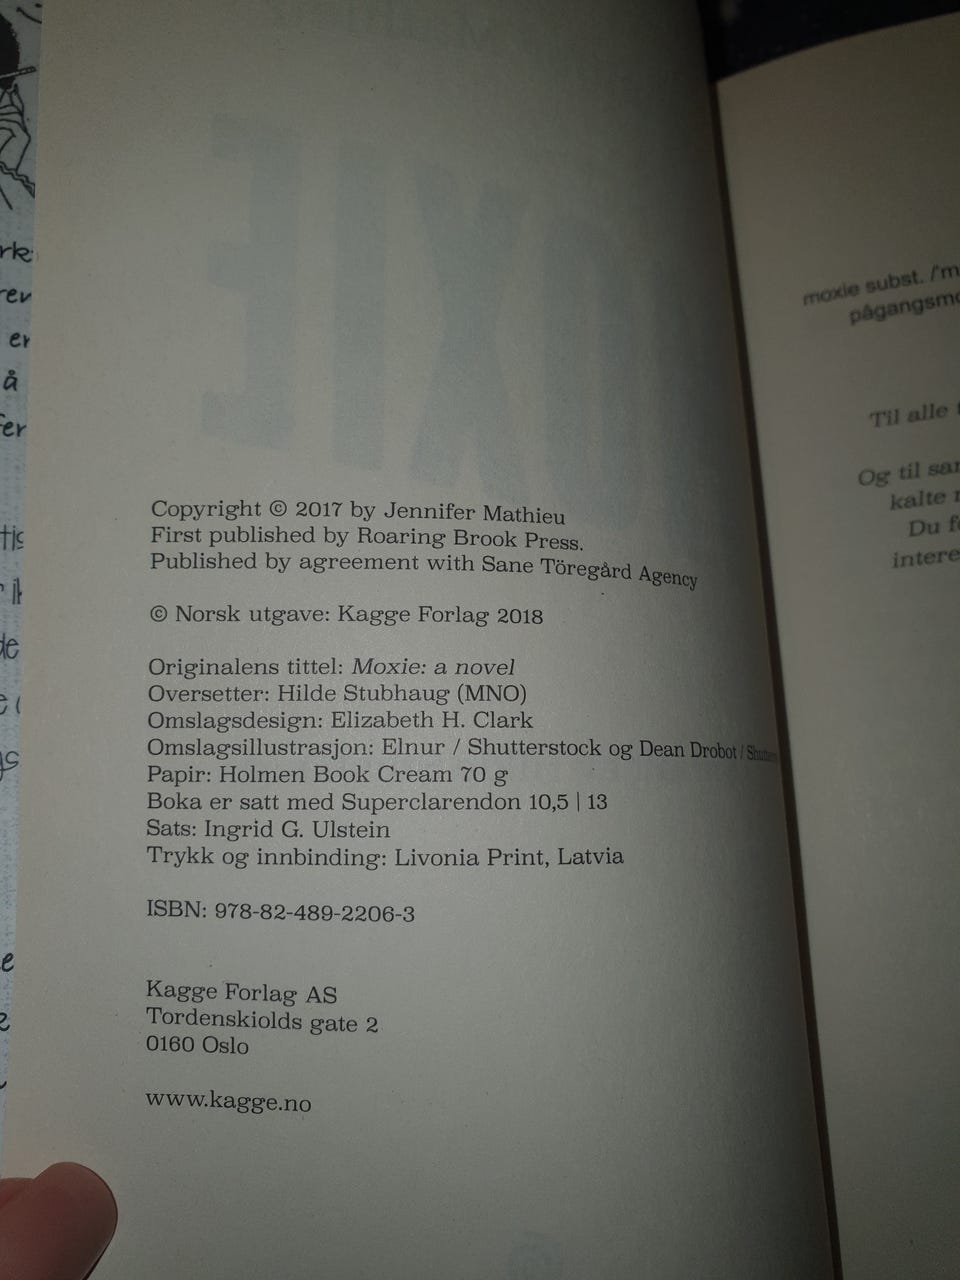 Copyright © 2017 by Jennifer Mathieu
First published by Roaring Brook Press.
Published by agreement with Sane Töregård Agency
© Norsk utgave: Kagge Forlag 2018
Originalens tittel: Moxie: a novel
Oversetter: Hilde Stubhaug (MNO)
Omslagsdesign: Elizabeth H. Clark
Omslagsillustrasjon: Elnur / Shutterstock og Dean Drobot /
Papir: Holmen Book Cream 70 g
Boka er satt med Superclarendon 10,5 | 13
Sats: Ingrid G. Ulstein
Trykk og innbinding: Livonia Print, Latvia
ISBN: 978-82-489-2206-3
Kagge Forlag AS
Tordenskiolds gate 2
0160 Oslo
www.kagge.no
moxie subst.
Til alle
Og til
kalte
Du